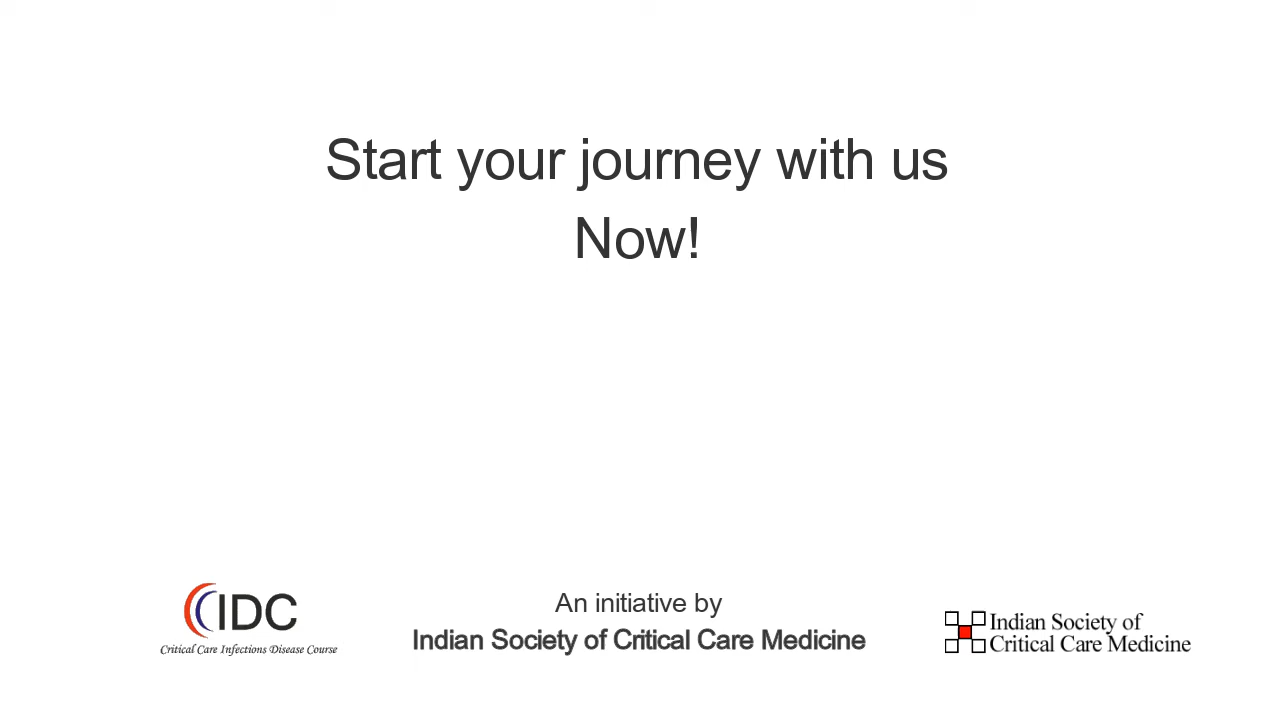 Start your journey with us
Now!
IDC
Critical Care Infections Disease Course
An initiative by
Indian Society of Critical Care Medicine
Indian Society of
Critical Care Medicine